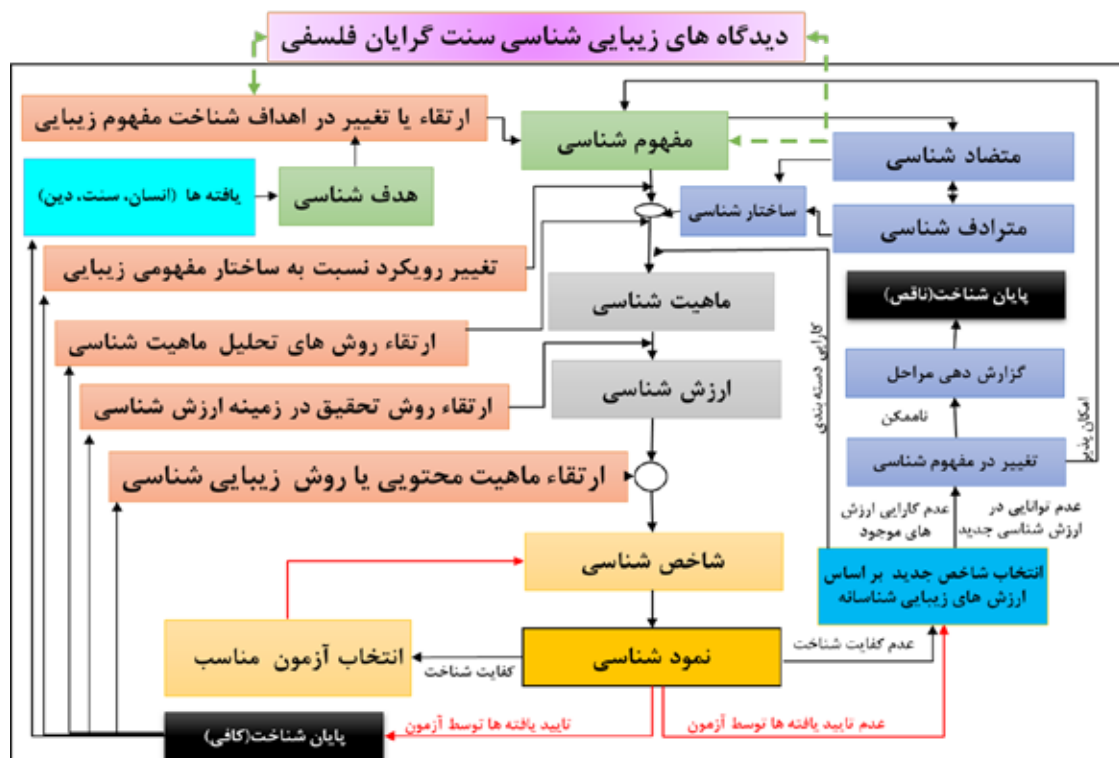 دیدگاه های زیبایی شناسی سنت گرایان فلسفی
ارتقاء یا تغییر در اهداف شناخت مفهوم زیبایی
مفهوم شناسی
متضاد شناسی
یافته ها (انسان، سنت، دین)
هدف شناسی
ساختار شناسی
مترادف شناسی
تغییر رویکرد نسبت به ساختار مفهومی زیبایی
ماهیت شناسی
پایان شناخت(ناقص)
ارتقاء روش های تحلیل ماهیت شناسی
کارایی دسته بندی
گزارش دهی مراحل
ارزش شناسی
ارتقاء روش تحقیق در زمینه ارزش شناسی
ناممکن
امکان پذیر
تغییر در مفهوم شناسی
ارتقاء ماهیت محتویی یا روش زیبایی شناسی
عدم کارایی ارزش
های موجود
عدم توانایی در
ارزش شناسی جدید
شاخص شناسی
انتخاب شاخص جدید بر اساس
ارزش های زیبایی شناسانه
انتخاب آزمون مناسب
کفایت شناخت
نمود شناسی
عدم کفایت شناخت
پایان شناخت(کافی)
تایید یافته ها توسط آزمون
عدم تایید یافته ها توسط آزمون